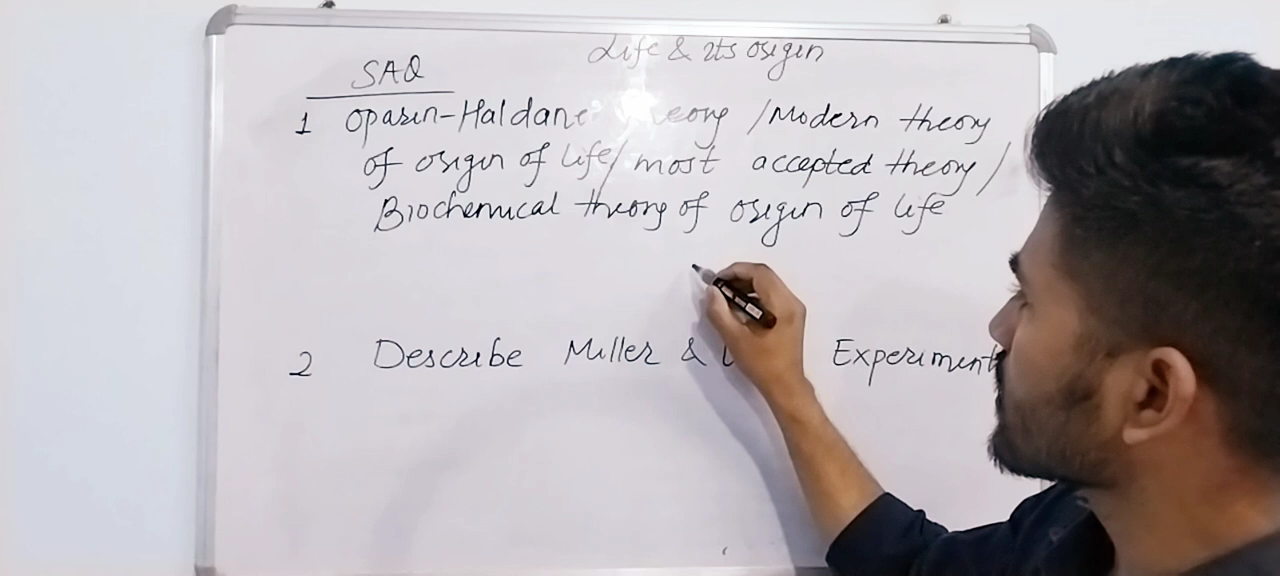 Life & its origin
SAQ
1 Oparin-Haldane theory / Modern theory
of origin of life / most accepted theory /
Biochemical theory of origin of life
2 Describe Miller & Experiment